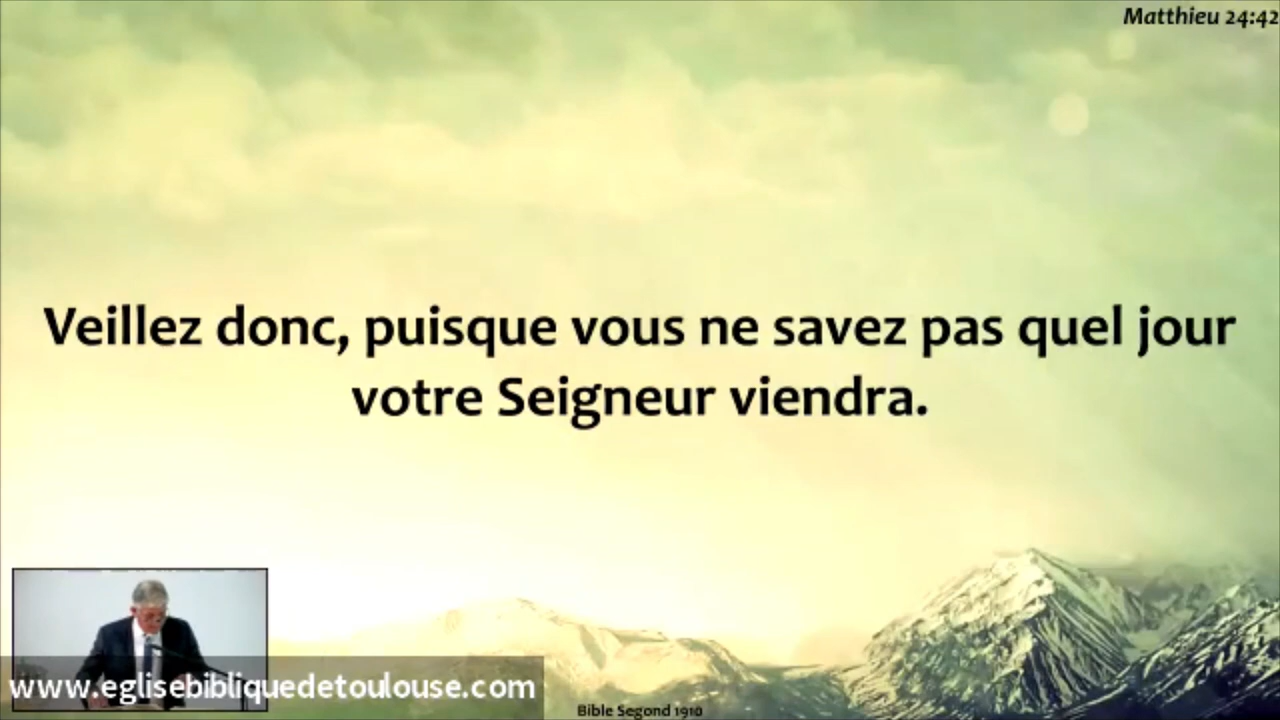 Matthieu 24:42
Veillez donc, puisque vous ne savez pas quel jour
votre Seigneur viendra.
www.eglisebibliquedetoulouse.com
Bible Segond 1910